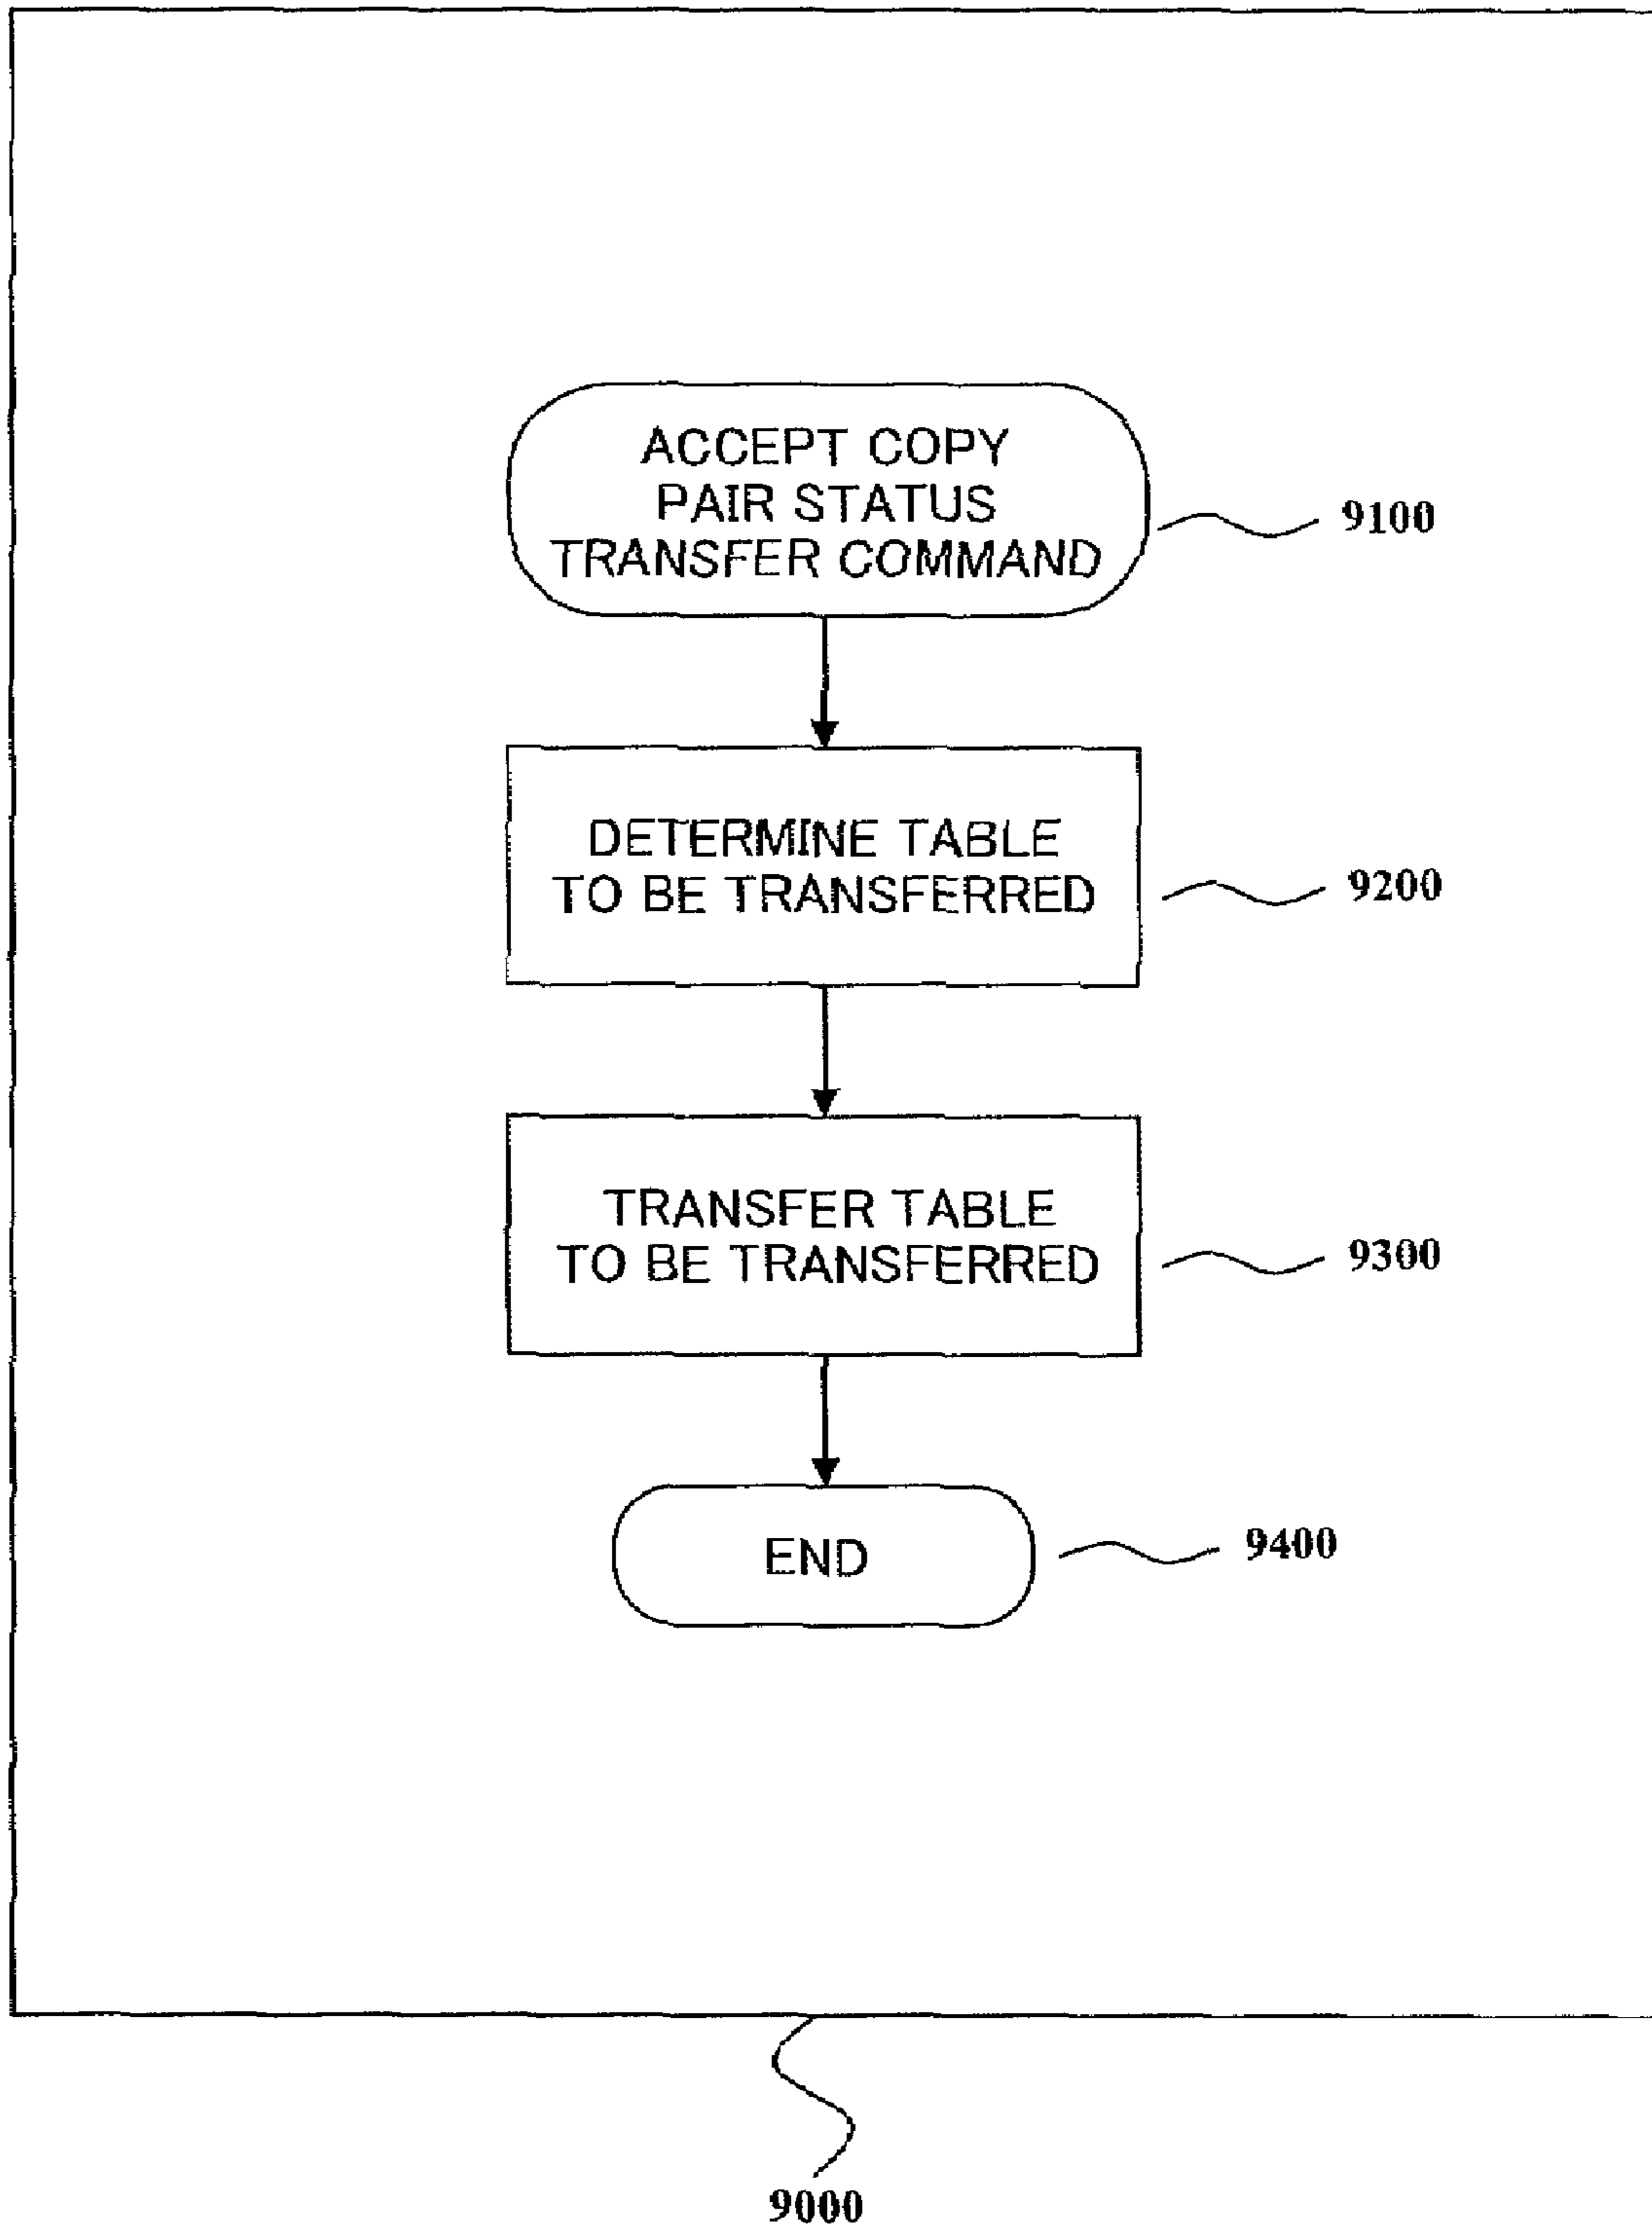 ACCEPT COPY
PAIR STATUS
TRANSFER COMMAND
9100
DETERMINE TABLE
TO BE TRANSFERRED
9200
TRANSFER TABLE
TO BE TRANSFERRED
9300
END
9400
9000